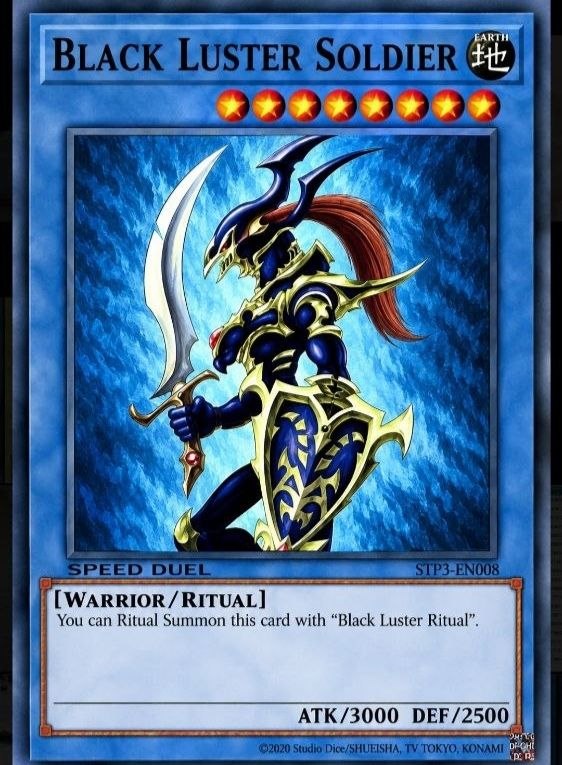 BLACK LUSTER SOLDIER
EARTH
地
SPEED DUEL
STP3-EN008
[WARRIOR/RITUAL]
You can Ritual Summon this card with “Black Luster Ritual”.
ATK/3000 DEF/2500
©2020 Studio Dice/SHUEISHA, TV TOKYO, KONAMI